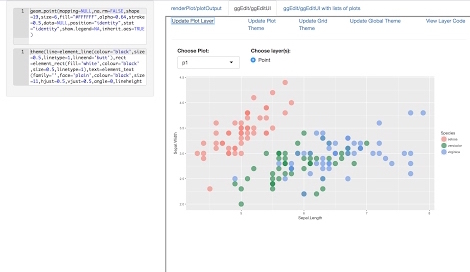 1 geom_point(mapping=NULL,na.rm=FALSE,shape
=19,size=6,fill="#FFFFFF",alpha=0.64,stroke
=0.5,data=NULL,position="identity",stat
="identity",show.legend=NA,inherit.aes=TRUE
)
1 theme(line=element_line(colour="black",size
=0.5,linetype=1,lineend="butt"),rect
=element_rect(fill="white",colour="black"
,size=0.5,linetype=1),text=element_text
(family="",face="plain",colour="black",size
=11,hjust=0.5,vjust=0.5,angle=0,lineheight
renderPlot/plotOutput ggEdit/ggEditUI ggEdit/ggEditUI with lists of plots
Update Plot Layer Update Plot Theme Update Grid Theme Update Global Theme View Layer Code
Choose Plot: Choose layer(s):
p1 Point
Sepal.Width
Species
setosa
versicolor
virginica
Sepal.Length